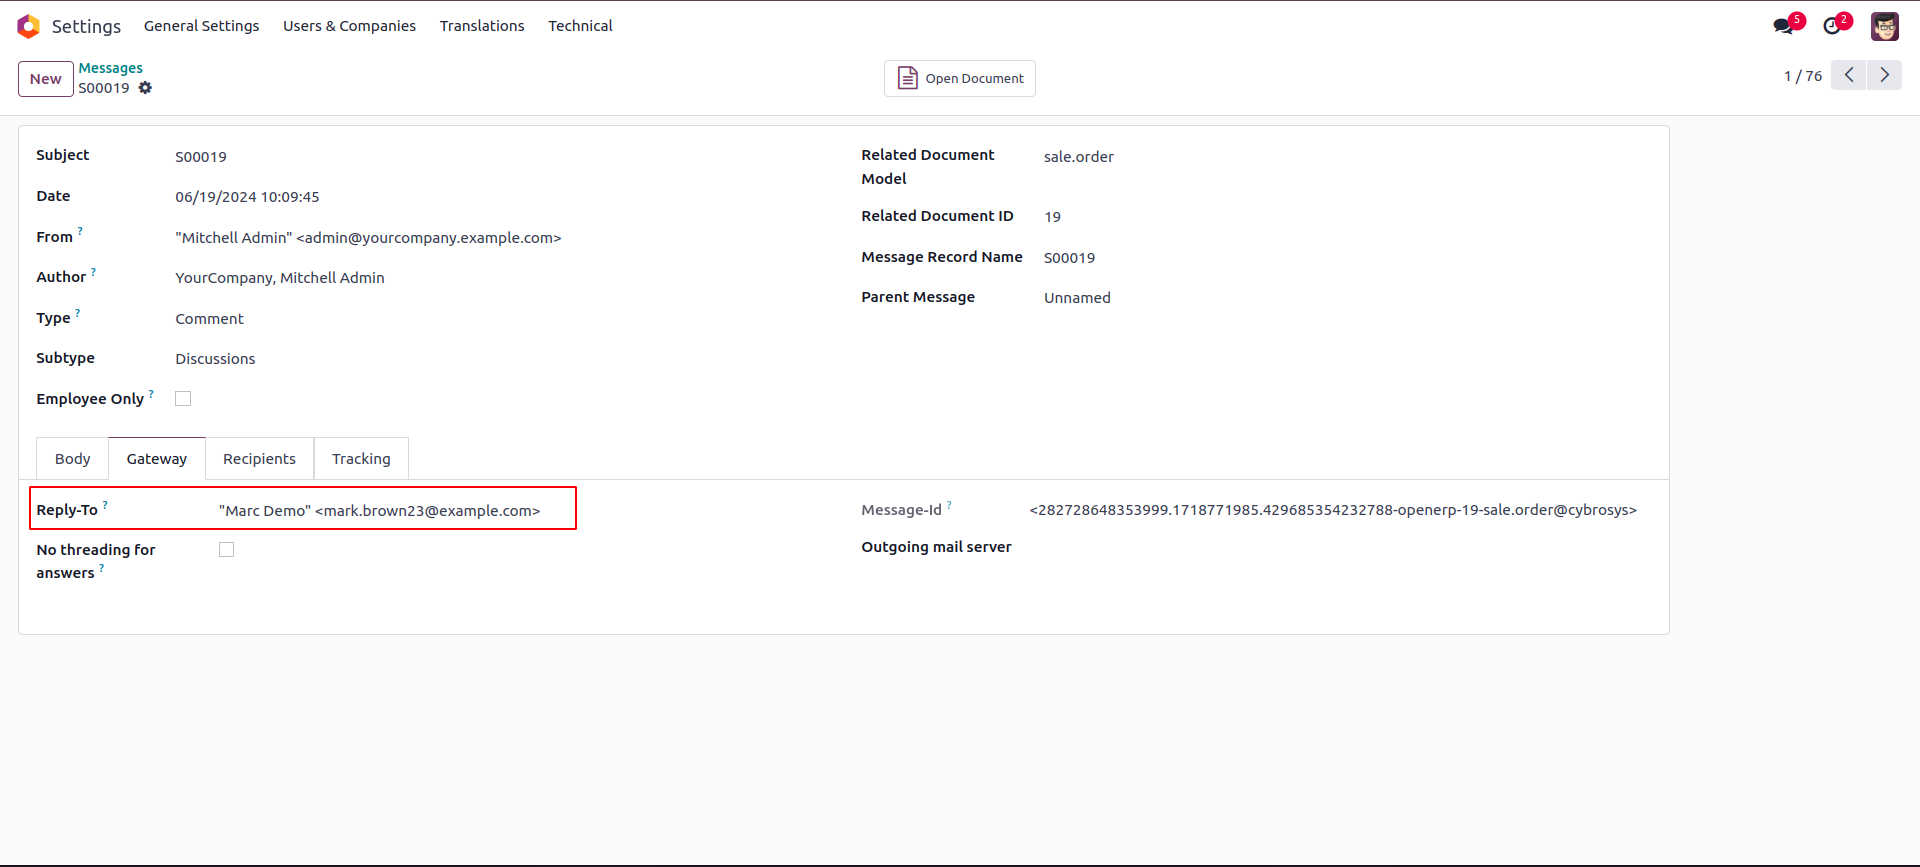 Settings General Settings Users & Companies Translations Technical 5 2
New Messages
S00019 Open Document 1 / 76
Subject S00019
Date 06/19/2024 10:09:45
From ? "Mitchell Admin" <admin@yourcompany.example.com>
Author ? YourCompany, Mitchell Admin
Type ? Comment
Subtype Discussions
Employee Only ?
Related Document
Model sale.order
Related Document ID 19
Message Record Name S00019
Parent Message Unnamed
Body Gateway Recipients Tracking
Reply-To ? "Marc Demo" <mark.brown23@example.com>
No threading for
answers ?
Message-Id ? <282728648353999.1718771985.429685354232788-openerp-19-sale.order@cybrosys>
Outgoing mail server